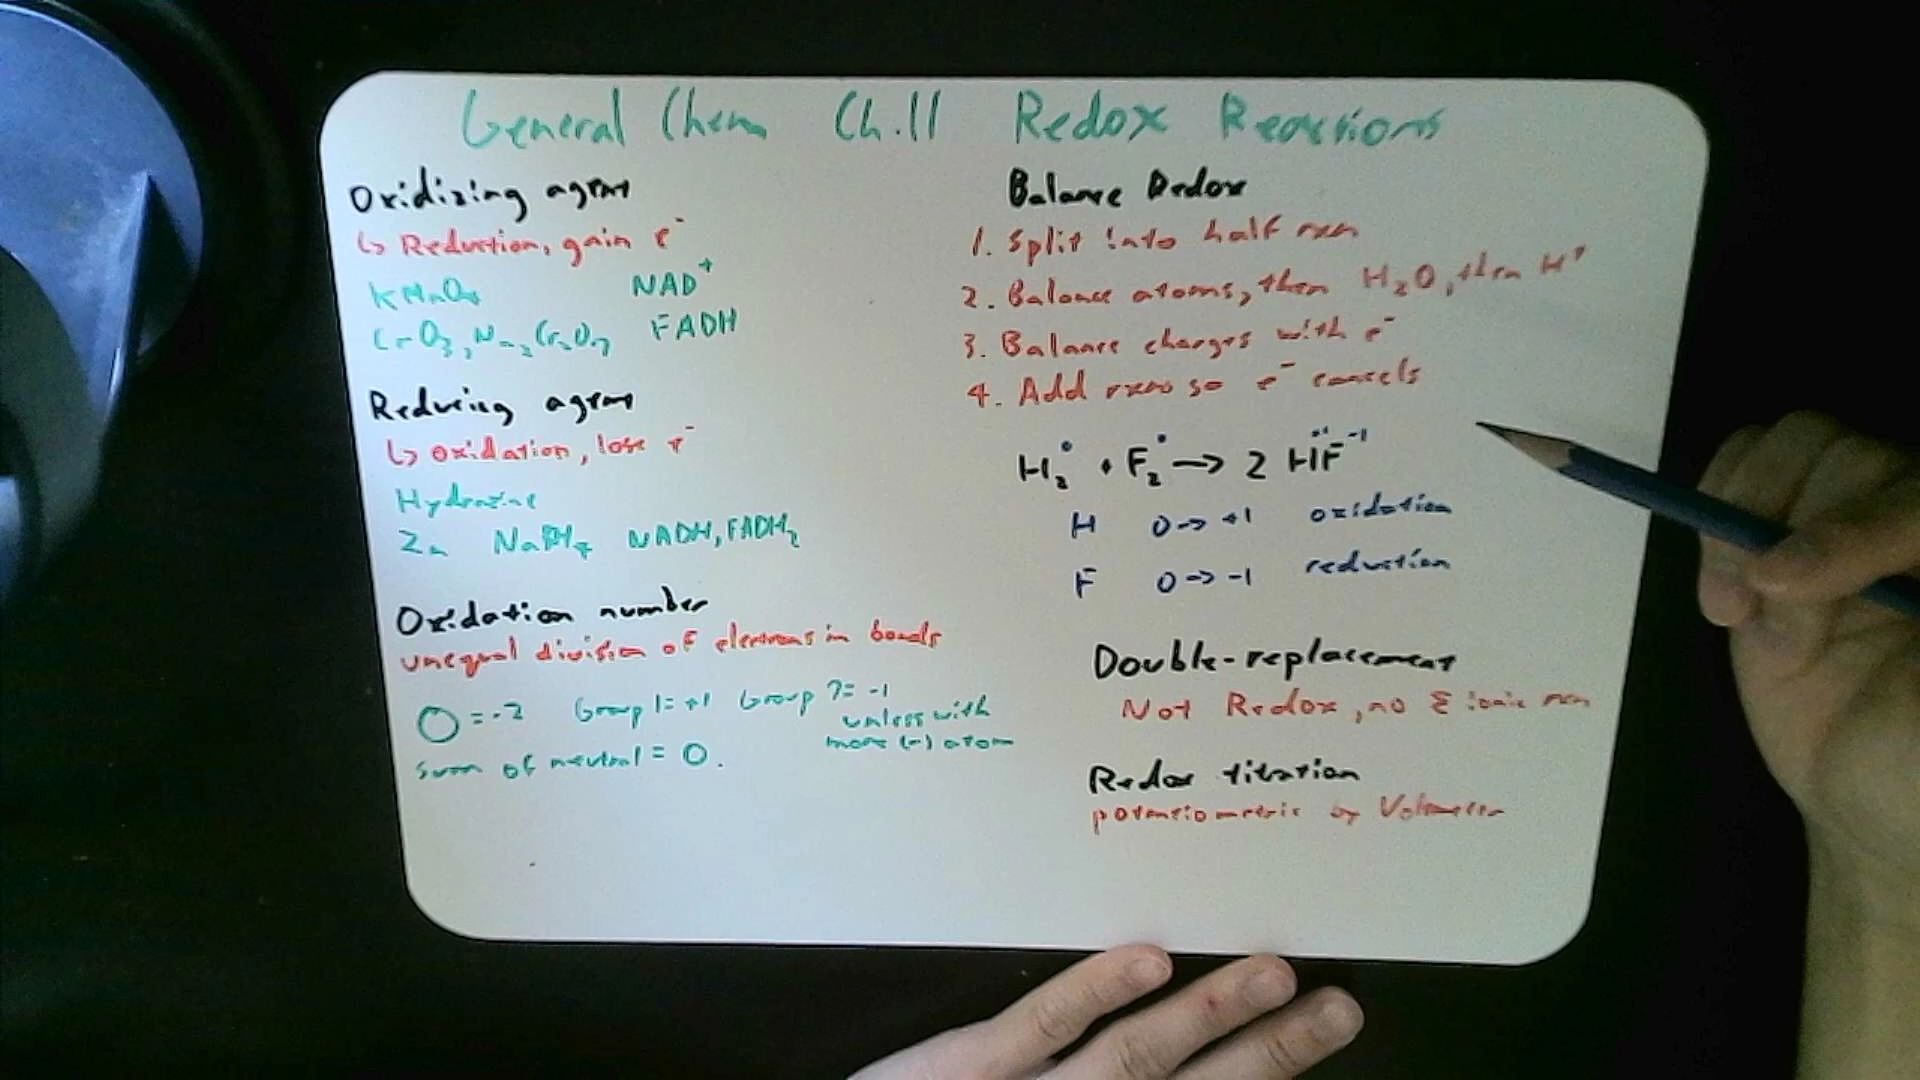 General Chem Ch.11 Redox Reactions
Oxidizing agent
↳ Reduction, gain e⁻
KMnO₄ NAD⁺
CrO₃, Na₂Cr₂O₇ FADH
Reducing agent
↳ oxidation, lose e⁻
Hydrazine
Zn NaBH₄ NADH, FADH₂
Oxidation number
unequal division of electrons in bonds
O = -2 Group 1 = +1 Group 7 = -1
unless with
more (-) atom
sum of neutral = 0.
Balance Redox
1. Split into half rxn
2. Balance atoms, then H₂O, then H⁺
3. Balance charges with e⁻
4. Add rxns so e⁻ cancels
H₂⁰ + F₂⁰ → 2 H⁺¹F⁻¹
H 0 → +1 oxidation
F 0 → -1 reduction
Double-replacement
Not Redox, no Σ ionic rxn
Redox titration
potentiometric by Voltmeter